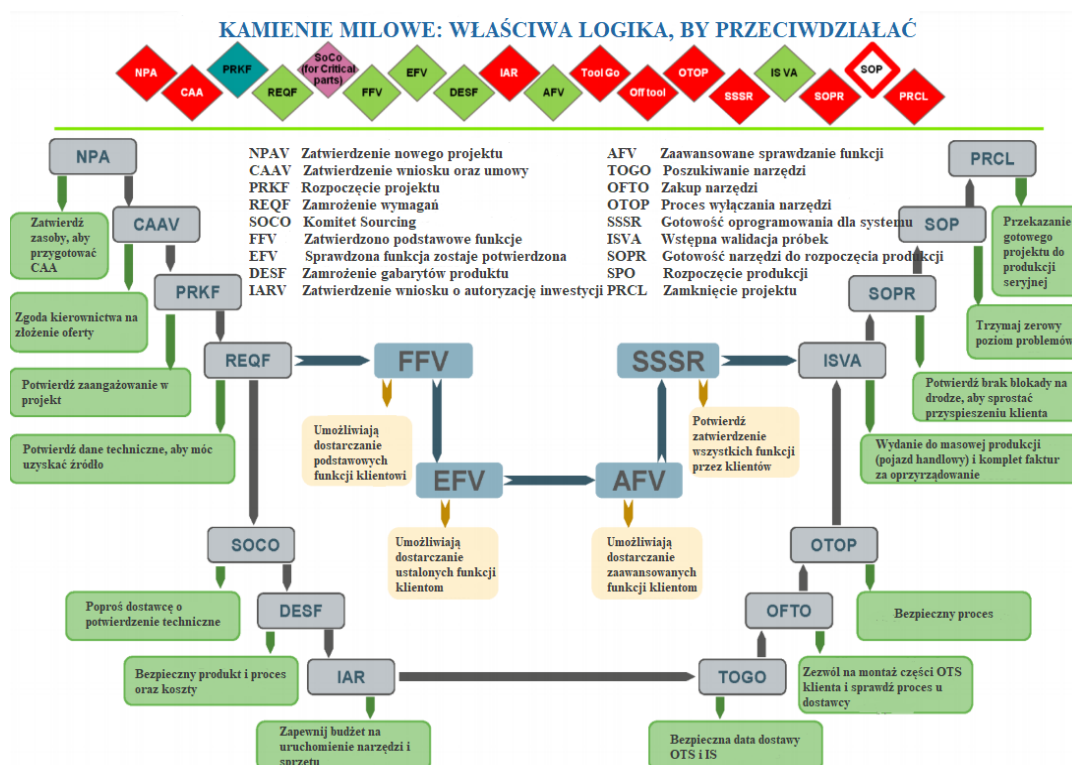 KAMIENIE MILOWE: WŁAŚCIWA LOGIKA, BY PRZECIWDZIAŁAĆ
NPA
CAA
PRKF
REQF
SoCo
(for Critical
parts)
FFV
EFV
DESF
IAR
AFV
Tool Go
Off tool
OTOP
SSSR
IS VA
SOPR
SOP
PRCL
NPAV Zatwierdzenie nowego projektu
CAAV Zatwierdzenie wniosku oraz umowy
PRKF Rozpoczęcie projektu
REQF Zamrożenie wymagań
SOCO Komitet Sourcing
FFV Zatwierdzono podstawowe funkcje
EFV Sprawdzona funkcja zostaje potwierdzona
DESF Zamrożenie gabarytów produktu
IARV Zatwierdzenie wniosku o autoryzację inwestycji
AFV Zaawansowane sprawdzanie funkcji
TOGO Poszukiwanie narzędzi
OFTO Zakup narzędzi
OTOP Proces wyłączania narzędzi
SSSR Gotowość oprogramowania dla systemu
ISVA Wstępna walidacja próbek
SOPR Gotowość narzędzi do rozpoczęcia produkcji
SPO Rozpoczęcie produkcji
PRCL Zamknięcie projektu
NPA
Zatwierdź
zasoby, aby
przygotować
CAA
CAAV
Zgoda kierownictwa na
złożenie oferty
PRKF
Potwierdź zaangażowanie w
projekt
REQF
Potwierdź dane techniczne, aby móc
uzyskać źródło
FFV
Umożliwiają
dostarczanie
podstawowych
funkcji klientowi
EFV
Umożliwiają
dostarczanie
ustalonych funkcji
klientom
AFV
Umożliwiają
dostarczanie
zaawansowanych
funkcji klientom
SSSR
Potwierdź
zatwierdzenie
wszystkich funkcji
przez klientów
SOCO
Poproś dostawcę o
potwierdzenie techniczne
DESF
Bezpieczny produkt i proces
oraz koszty
IAR
Zapewnij budżet na
uruchomienie narzędzi i
sprzętu
TOGO
Bezpieczna data dostawy
OTS i IS
OFTO
Zezwól na montaż części OTS
klienta i sprawdź proces u
dostawcy
OTOP
Bezpieczny proces
ISVA
Wydanie do masowej produkcji
(pojazd handlowy) i komplet faktur
za oprzyrządowanie
SOPR
Potwierdź brak blokady na
drodze, aby sprostać
przyspieszeniu klienta
SOP
Trzymaj zerowy
poziom problemów
PRCL
Przekazanie
gotowego
projektu do
produkcji
seryjnej